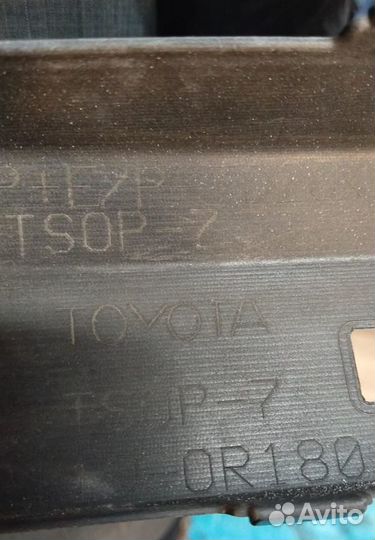 P+E/P
TSOP-7
TOYOTA
TSOP-7
-0R180
Avito